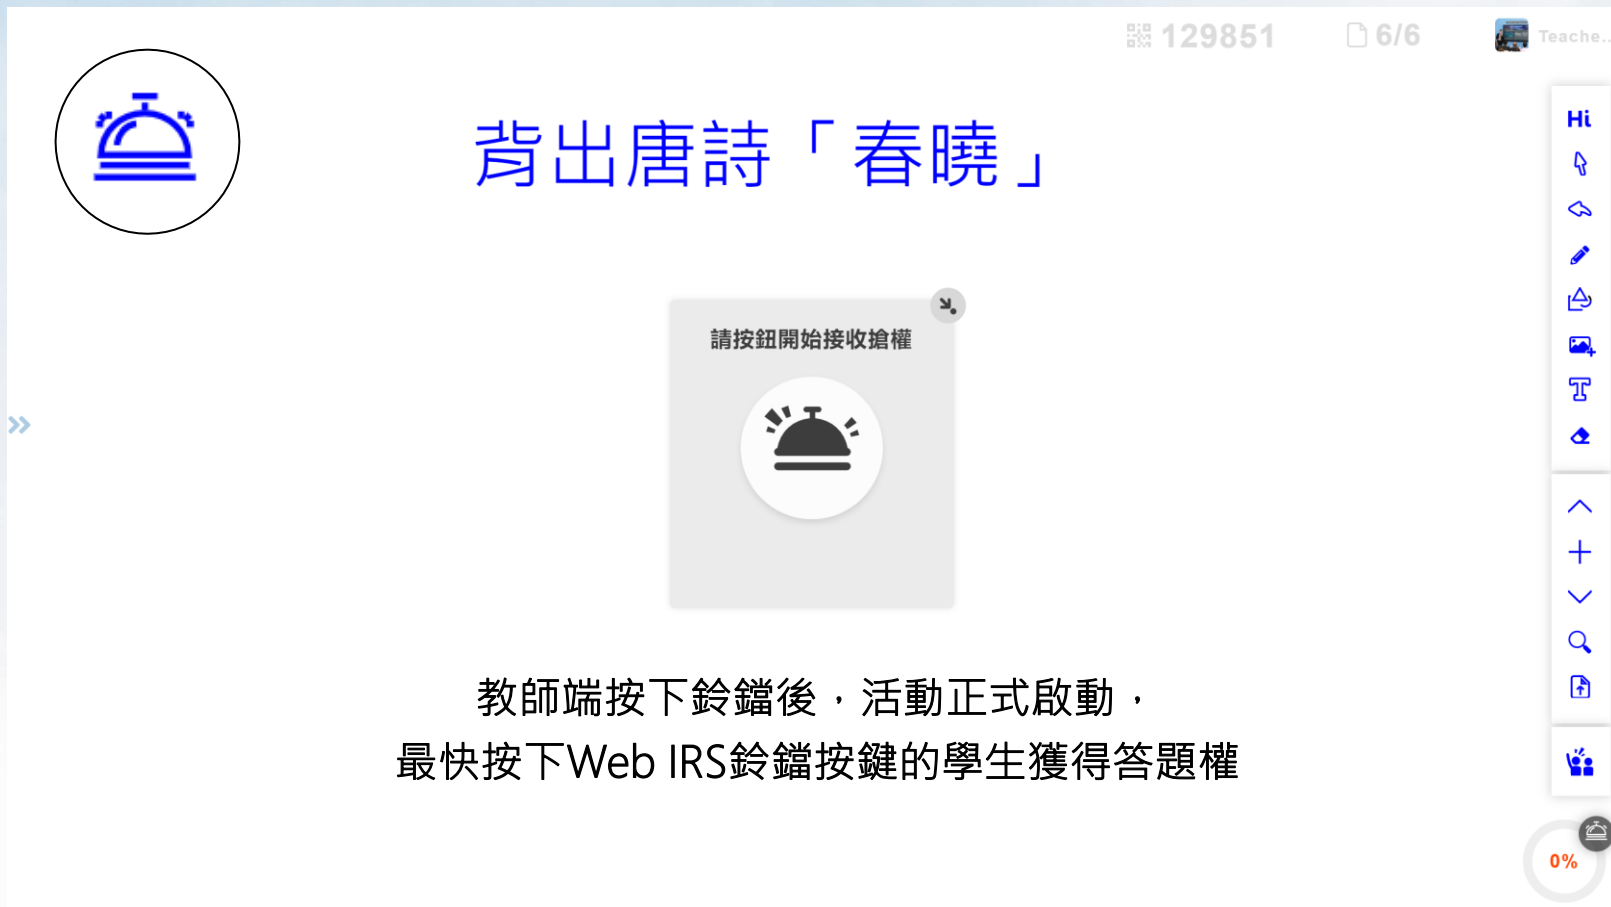 129851
6/6
Teache..
背出唐詩「春曉」
Hi
請按鈕開始接收搶權
教師端按下鈴鐺後，活動正式啟動，
最快按下Web IRS鈴鐺按鍵的學生獲得答題權
0%